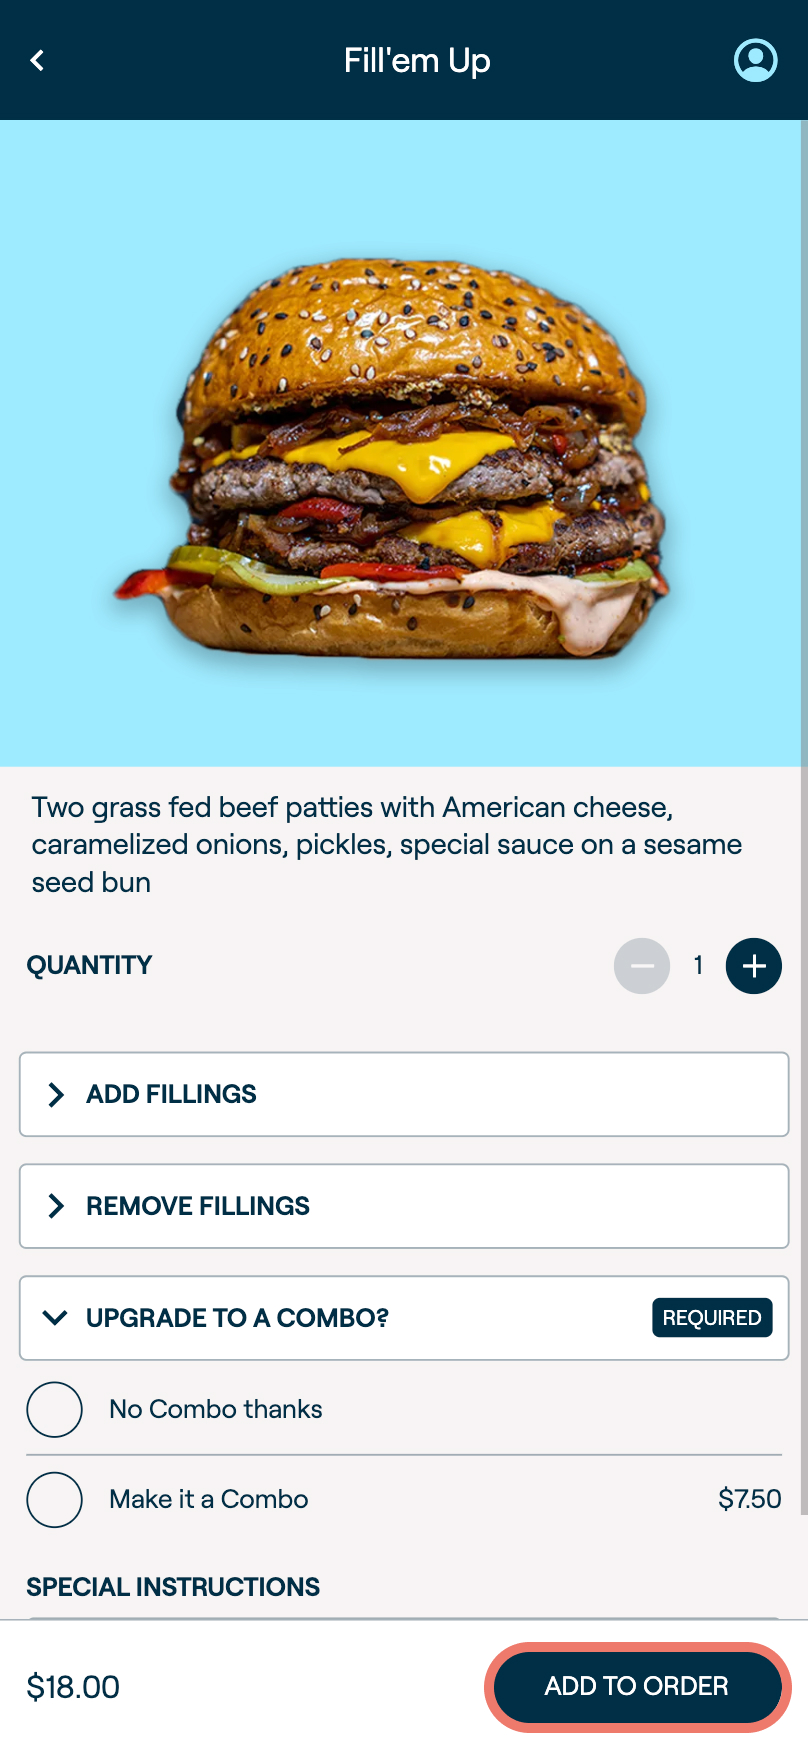 Fill'em Up
Two grass fed beef patties with American cheese,
caramelized onions, pickles, special sauce on a sesame
seed bun
QUANTITY 1
ADD FILLINGS
REMOVE FILLINGS
UPGRADE TO A COMBO? REQUIRED
No Combo thanks
Make it a Combo $7.50
SPECIAL INSTRUCTIONS
$18.00 ADD TO ORDER